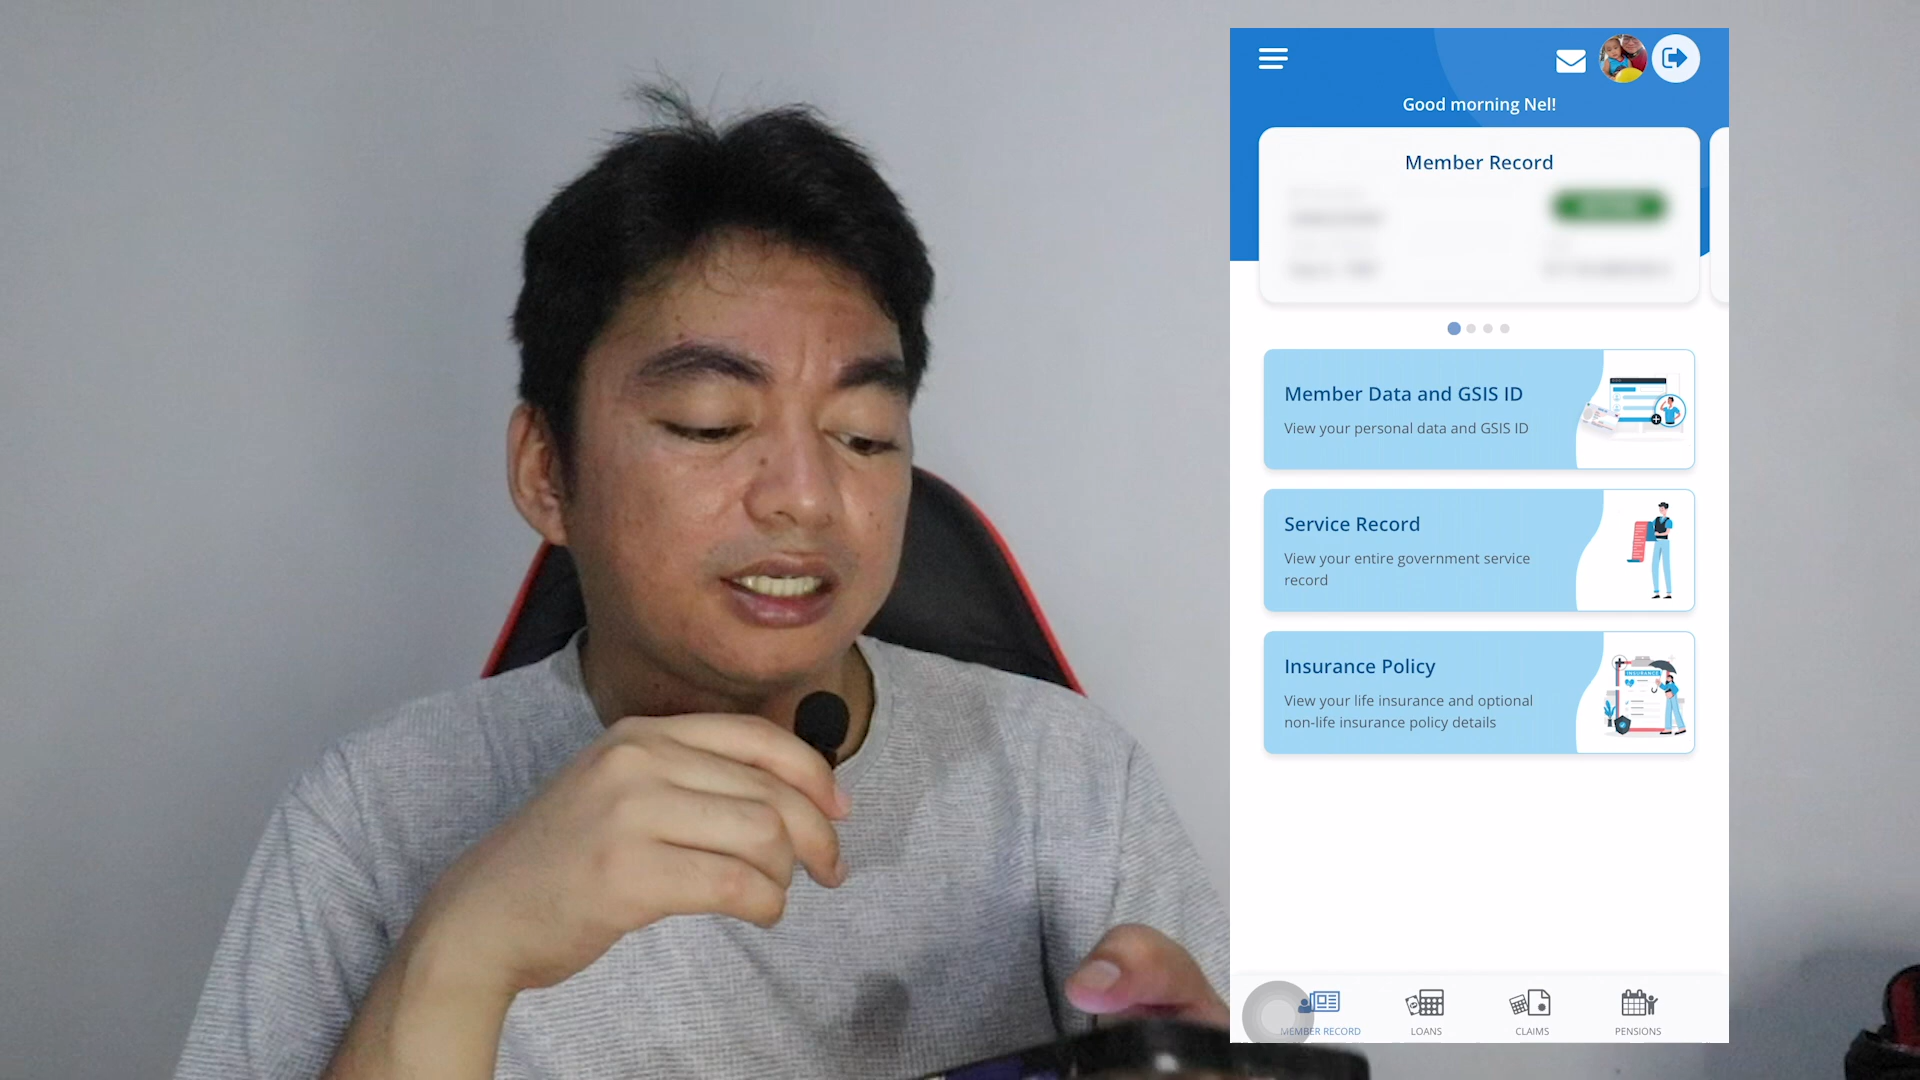 Good morning Nel!
Member Record
Member Data and GSIS ID
View your personal data and GSIS ID
Service Record
View your entire government service
record
Insurance Policy
View your life insurance and optional
non-life insurance policy details
INSURANCE
MEMBER RECORD
LOANS
CLAIMS
PENSIONS